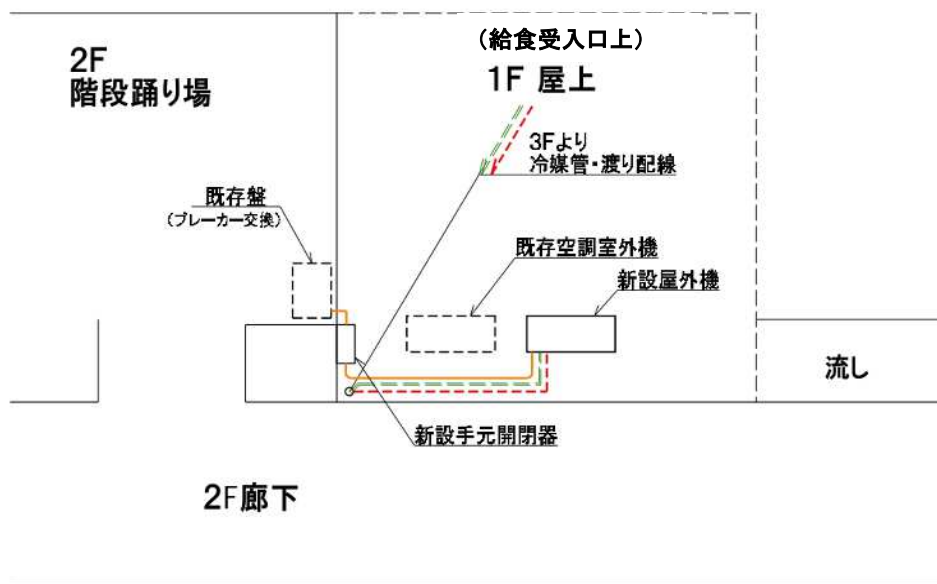 (給食受入口上)
1F 屋上
2F
階段踊り場
3Fより
冷媒管・渡り配線
既存盤
(ブレーカー交換)
既存空調室外機
新設屋外機
流し
新設手元開閉器
2F廊下